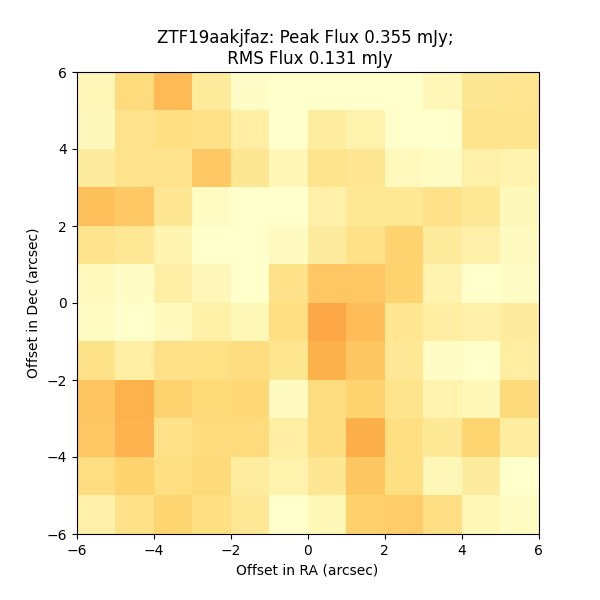 ZTF19aakjfaz: Peak Flux 0.355 mJy;
RMS Flux 0.131 mJy
6
4
2
0
−2
−4
−6
Offset in Dec (arcsec)
−6 −4 −2 0 2 4 6
Offset in RA (arcsec)